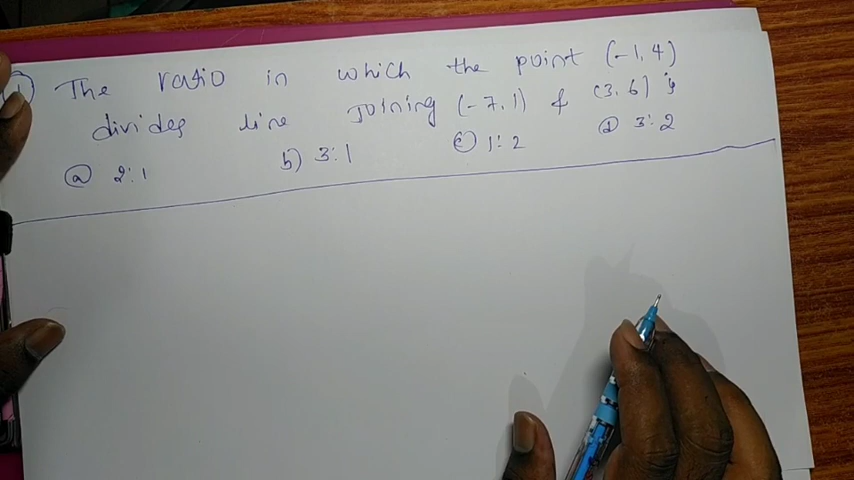 ① The ratio in which the point (-1, 4)
divides line joining (-7, 1) & (3, 6) is
ⓐ 2:1 b) 3:1 ⓒ 1:2 ⓓ 3:2